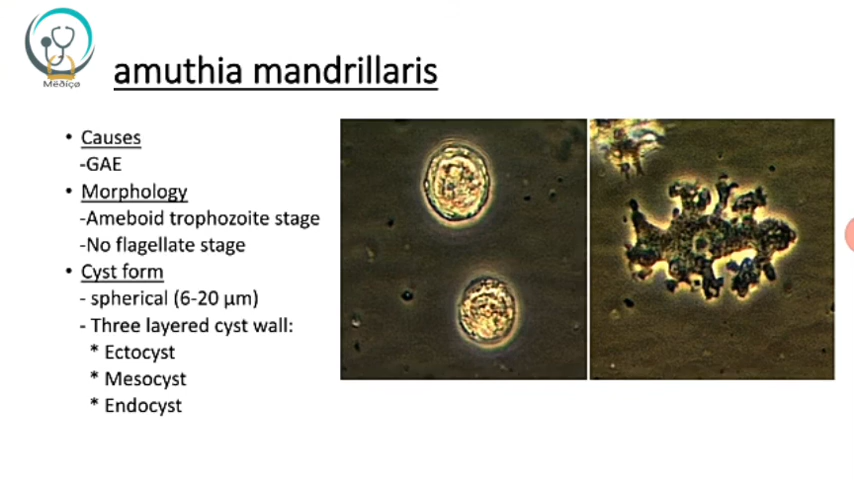 Mēdiço
amuthia mandrillaris
• Causes
-GAE
• Morphology
-Ameboid trophozoite stage
-No flagellate stage
• Cyst form
- spherical (6-20 µm)
- Three layered cyst wall:
* Ectocyst
* Mesocyst
* Endocyst